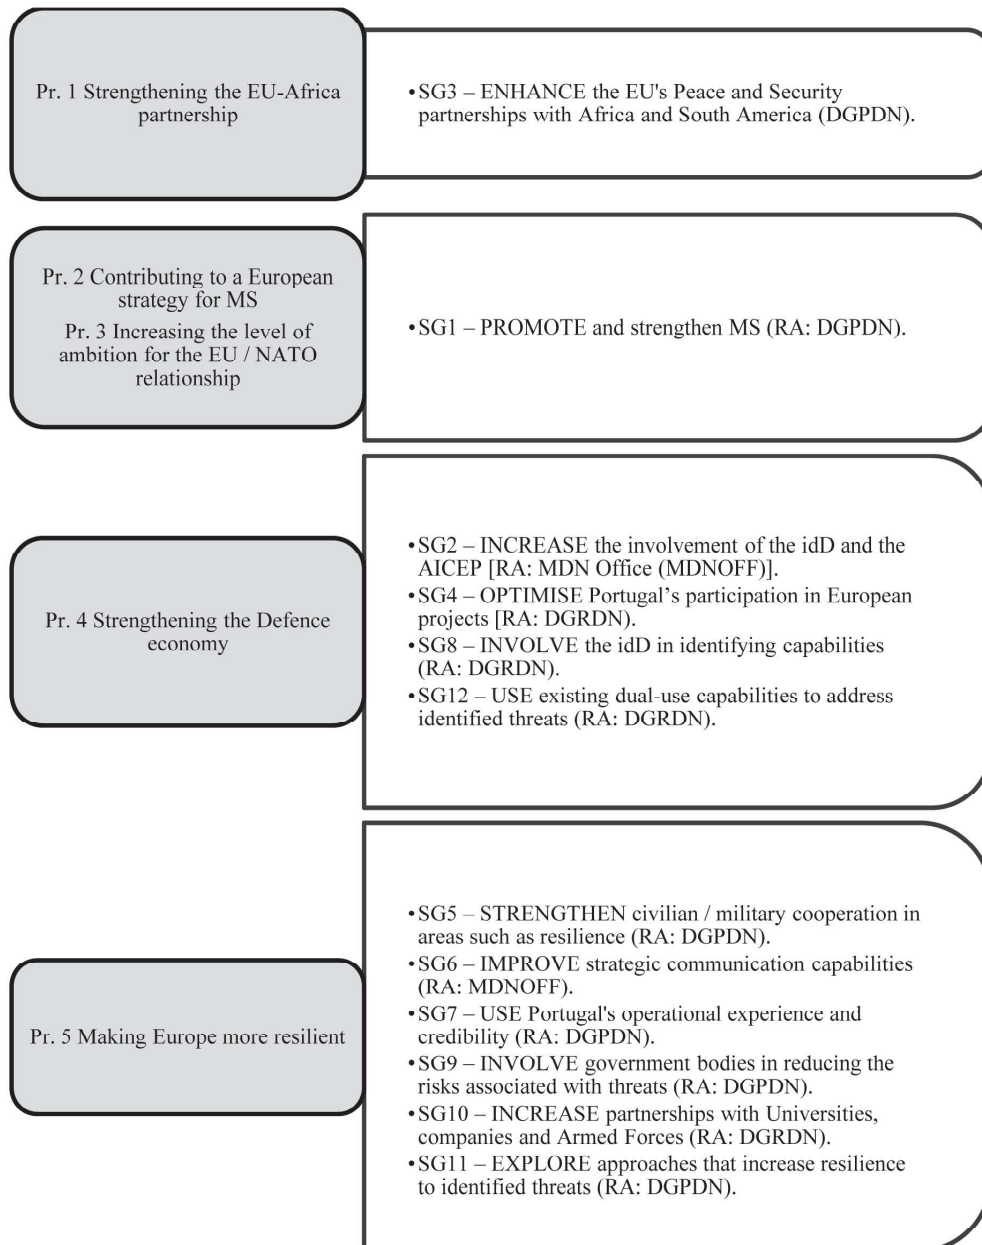 Pr. 1 Strengthening the EU-Africa
partnership
•SG3 – ENHANCE the EU's Peace and Security
partnerships with Africa and South America (DGPDN).
Pr. 2 Contributing to a European
strategy for MS
Pr. 3 Increasing the level of
ambition for the EU / NATO
relationship
•SG1 – PROMOTE and strengthen MS (RA: DGPDN).
Pr. 4 Strengthening the Defence
economy
•SG2 – INCREASE the involvement of the idD and the
AICEP [RA: MDN Office (MDNOFF)].
•SG4 – OPTIMISE Portugal’s participation in European
projects [RA: DGRDN).
•SG8 – INVOLVE the idD in identifying capabilities
(RA: DGRDN).
•SG12 – USE existing dual-use capabilities to address
identified threats (RA: DGRDN).
Pr. 5 Making Europe more resilient
•SG5 – STRENGTHEN civilian / military cooperation in
areas such as resilience (RA: DGPDN).
•SG6 – IMPROVE strategic communication capabilities
(RA: MDNOFF).
•SG7 – USE Portugal's operational experience and
credibility (RA: DGPDN).
•SG9 – INVOLVE government bodies in reducing the
risks associated with threats (RA: DGPDN).
•SG10 – INCREASE partnerships with Universities,
companies and Armed Forces (RA: DGRDN).
•SG11 – EXPLORE approaches that increase resilience
to identified threats (RA: DGPDN).